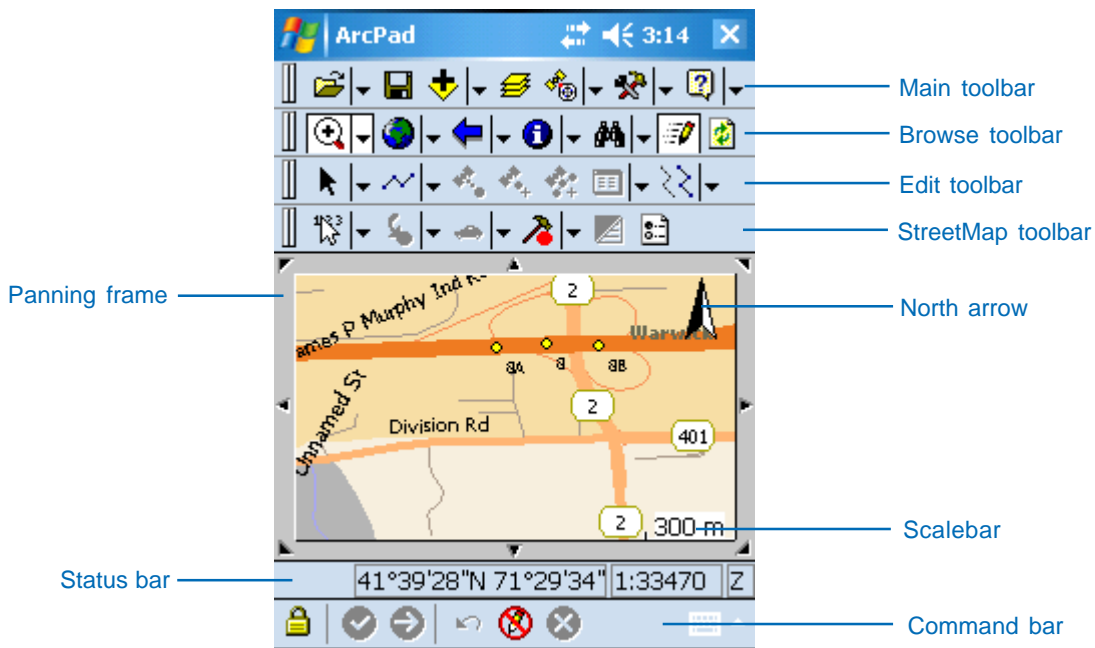 ArcPad 3:14
Main toolbar
Browse toolbar
Edit toolbar
StreetMap toolbar
Panning frame
ames P Murphy Ind
2
North arrow
Warwick
8A 8 8B
Unnamed St
2
Division Rd
401
2
300 m
Scalebar
Status bar
41°39'28"N 71°29'34" 1:33470 Z
Command bar